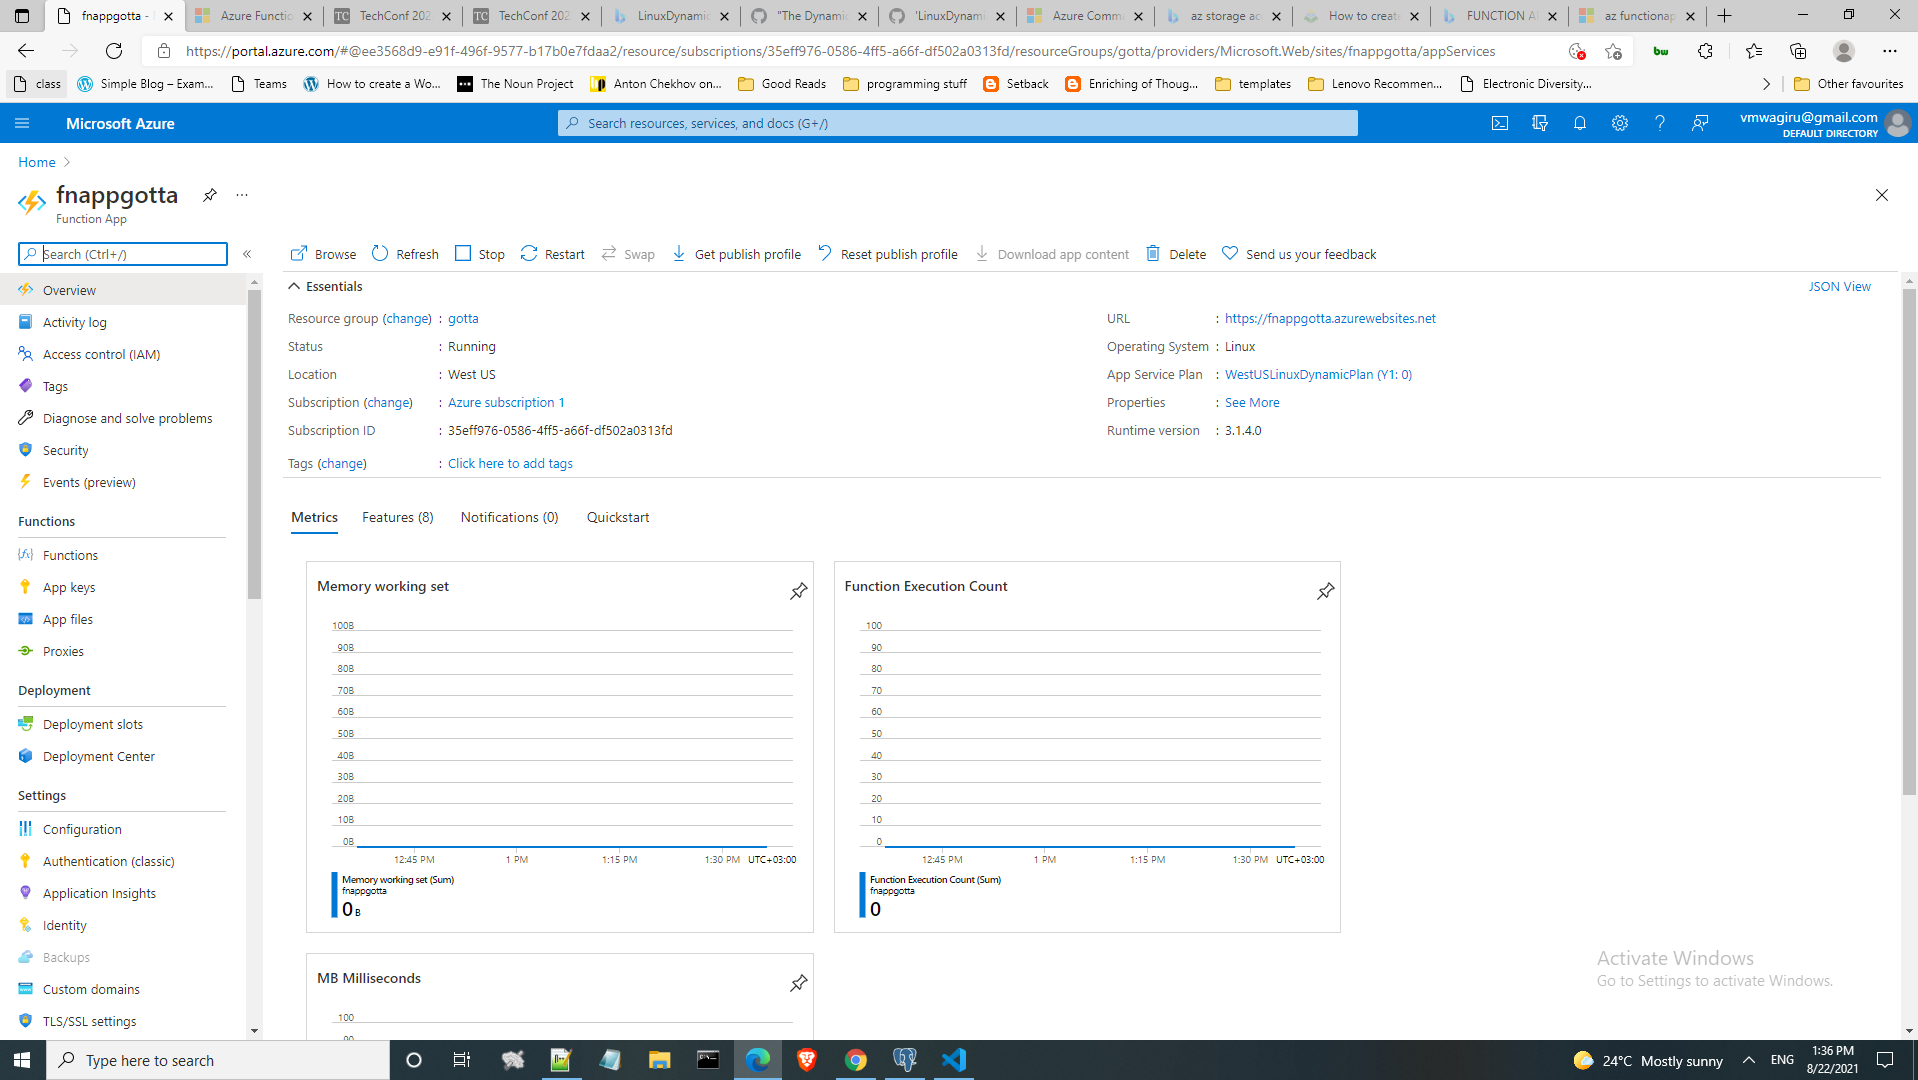 fnappgotta -
Azure Functio
TechConf 202
TechConf 202
LinuxDynamic
"The Dynamic
'LinuxDynami
Azure Comma
az storage acc
How to create
FUNCTION A
az functionap
https://portal.azure.com/#@ee3568d9-e91f-496f-9577-b17b0e7fdaa2/resource/subscriptions/35eff976-0586-4ff5-a66f-df502a0313fd/resourceGroups/gotta/providers/Microsoft.Web/sites/fnappgotta/appServices
class
Simple Blog – Exam...
Teams
How to create a Wo...
The Noun Project
Anton Chekhov on...
Good Reads
programming stuff
Setback
Enriching of Thoug...
templates
Lenovo Recommen...
Electronic Diversity...
Other favourites
Microsoft Azure
Search resources, services, and docs (G+/)
vmwagiru@gmail.com
DEFAULT DIRECTORY
Home
fnappgotta
Function App
Search (Ctrl+/)
Browse
Refresh
Stop
Restart
Swap
Get publish profile
Reset publish profile
Download app content
Delete
Send us your feedback
Overview
Activity log
Access control (IAM)
Tags
Diagnose and solve problems
Security
Events (preview)
Functions
Functions
App keys
App files
Proxies
Deployment
Deployment slots
Deployment Center
Settings
Configuration
Authentication (classic)
Application Insights
Identity
Backups
Custom domains
TLS/SSL settings
Essentials
JSON View
Resource group (change) : gotta
Status : Running
Location : West US
Subscription (change) : Azure subscription 1
Subscription ID : 35eff976-0586-4ff5-a66f-df502a0313fd
Tags (change) : Click here to add tags
URL : https://fnappgotta.azurewebsites.net
Operating System : Linux
App Service Plan : WestUSLinuxDynamicPlan (Y1: 0)
Properties : See More
Runtime version : 3.1.4.0
Metrics
Features (8)
Notifications (0)
Quickstart
Memory working set
100B
90B
80B
70B
60B
50B
40B
30B
20B
10B
0B
12:45 PM 1 PM 1:15 PM 1:30 PM UTC+03:00
Memory working set (Sum)
fnappgotta
0 B
Function Execution Count
100
90
80
70
60
50
40
30
20
10
0
12:45 PM 1 PM 1:15 PM 1:30 PM UTC+03:00
Function Execution Count (Sum)
fnappgotta
0
MB Milliseconds
100
90
Activate Windows
Go to Settings to activate Windows.
Type here to search
24°C Mostly sunny
ENG
1:36 PM
8/22/2021